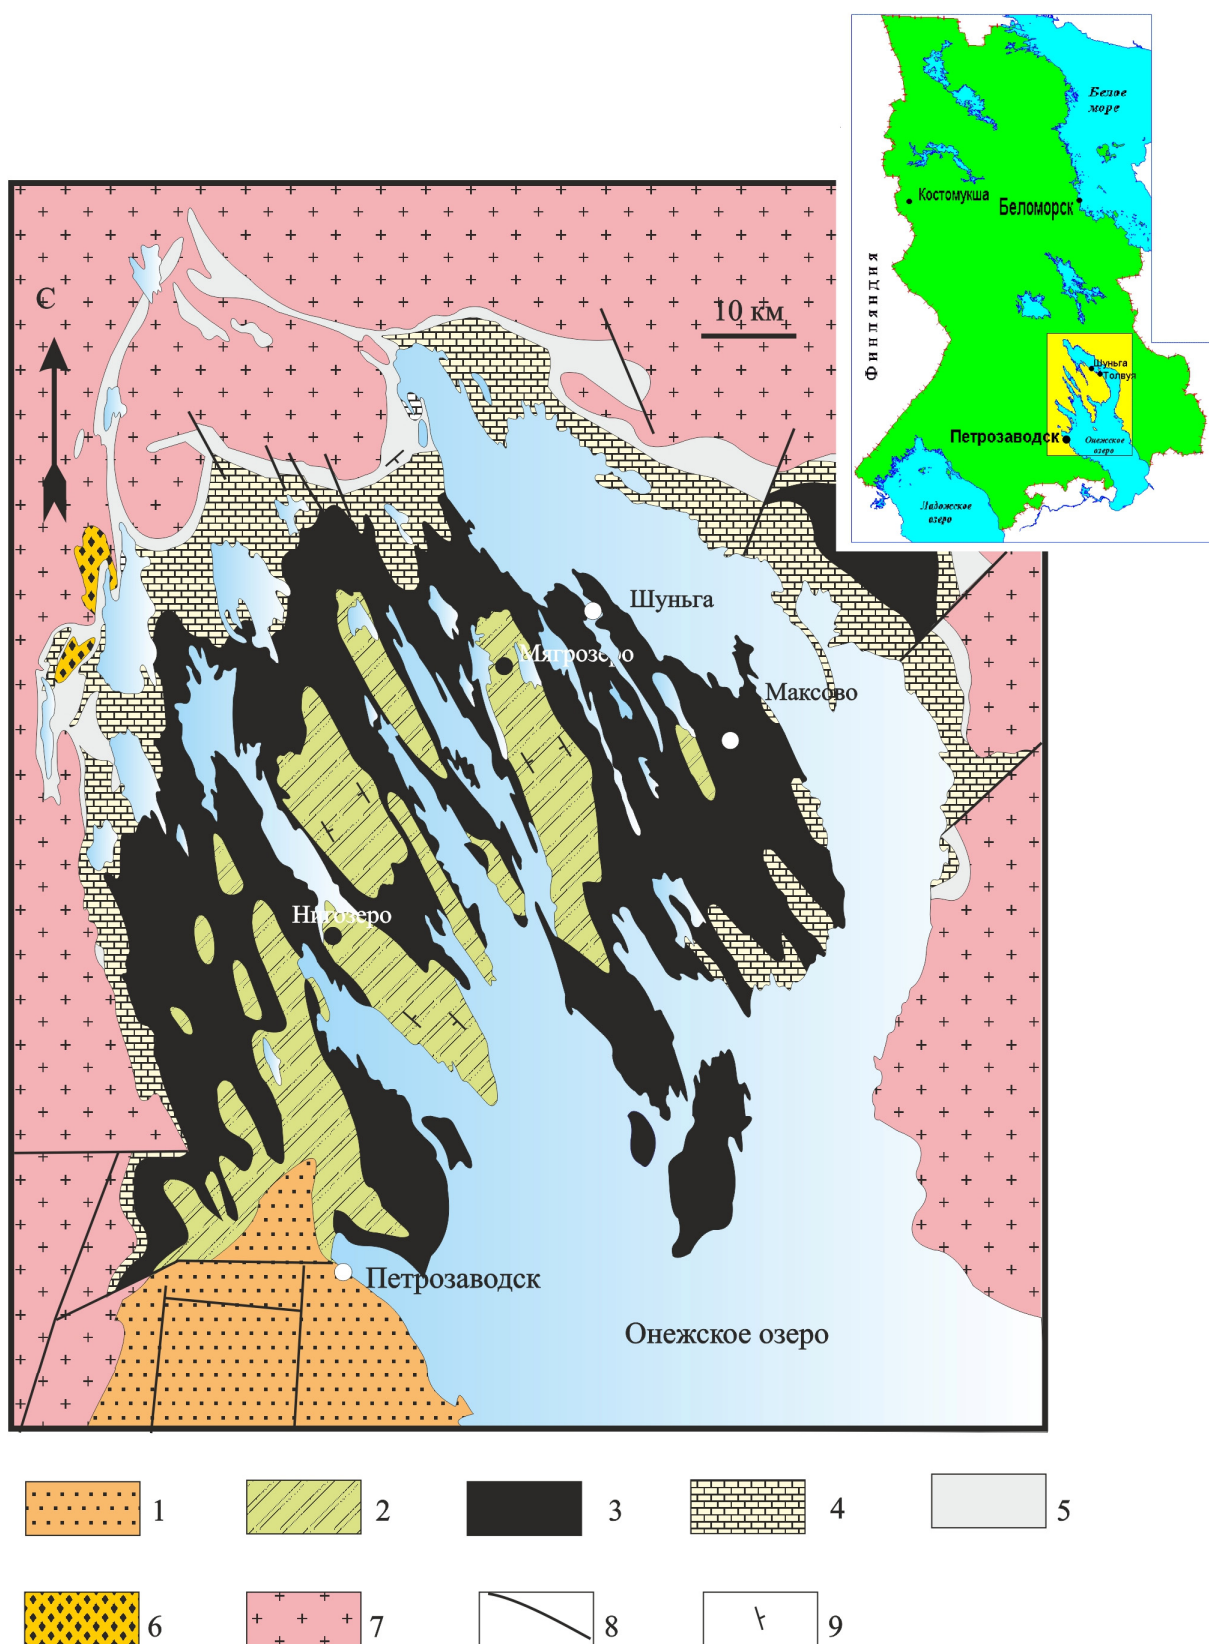 Белое
море
Костомукша
Беломорск
Финляндия
Шуньга
Толвуя
Петрозаводск
Онежское
озеро
Ладожское
озеро
С
10 км
Шуньга
Мягрозеро
Максово
Нигозеро
Петрозаводск
Онежское озеро
1
2
3
4
5
6
7
8
9